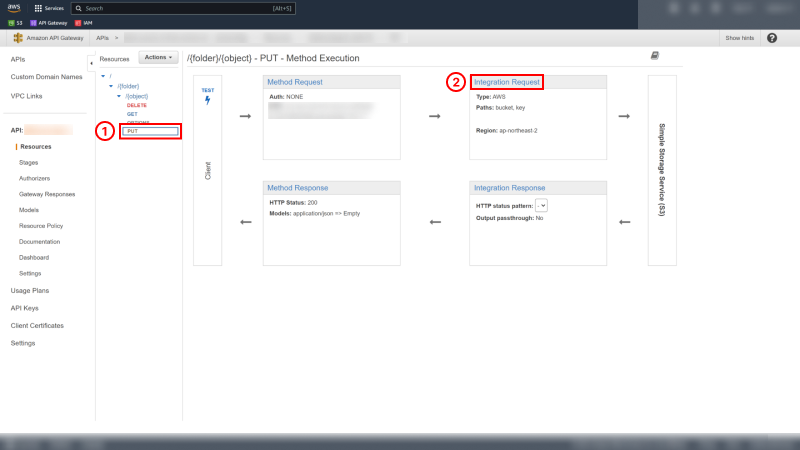 aws
Services
Search
[Alt+S]
S3
API Gateway
IAM
Amazon API Gateway
APIs >
Show hints
?
APIs
Custom Domain Names
VPC Links
API:
Resources
Stages
Authorizers
Gateway Responses
Models
Resource Policy
Documentation
Dashboard
Settings
Usage Plans
API Keys
Client Certificates
Settings
Resources
Actions
/
/{folder}
/{object}
DELETE
GET
OPTIONS
1
PUT
/{folder}/{object} - PUT - Method Execution
TEST
Client
Method Request
Auth: NONE
2
Integration Request
Type: AWS
Paths: bucket, key
Region: ap-northeast-2
Method Response
HTTP Status: 200
Models: application/json => Empty
Integration Response
HTTP status pattern: -
Output passthrough: No
Simple Storage Service (S3)